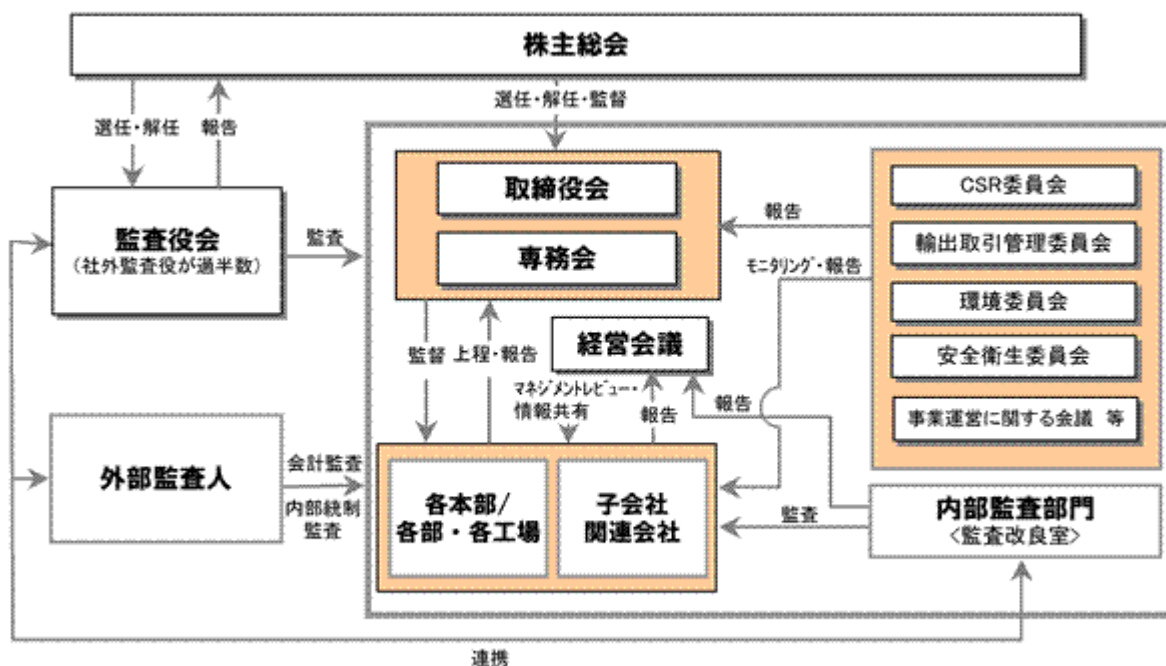 株主総会
選任・解任
報告
選任・解任・監督
取締役会
専務会
CSR委員会
輸出取引管理委員会
環境委員会
安全衛生委員会
事業運営に関する会議 等
報告
モニタリング・報告
監査役会
(社外監査役が過半数)
監査
監督
上程・報告
経営会議
マネジメントレビュー・
情報共有
報告
報告
外部監査人
会計監査
内部統制
監査
各本部/
各部・各工場
子会社
関連会社
監査
内部監査部門
<監査改良室>
連携